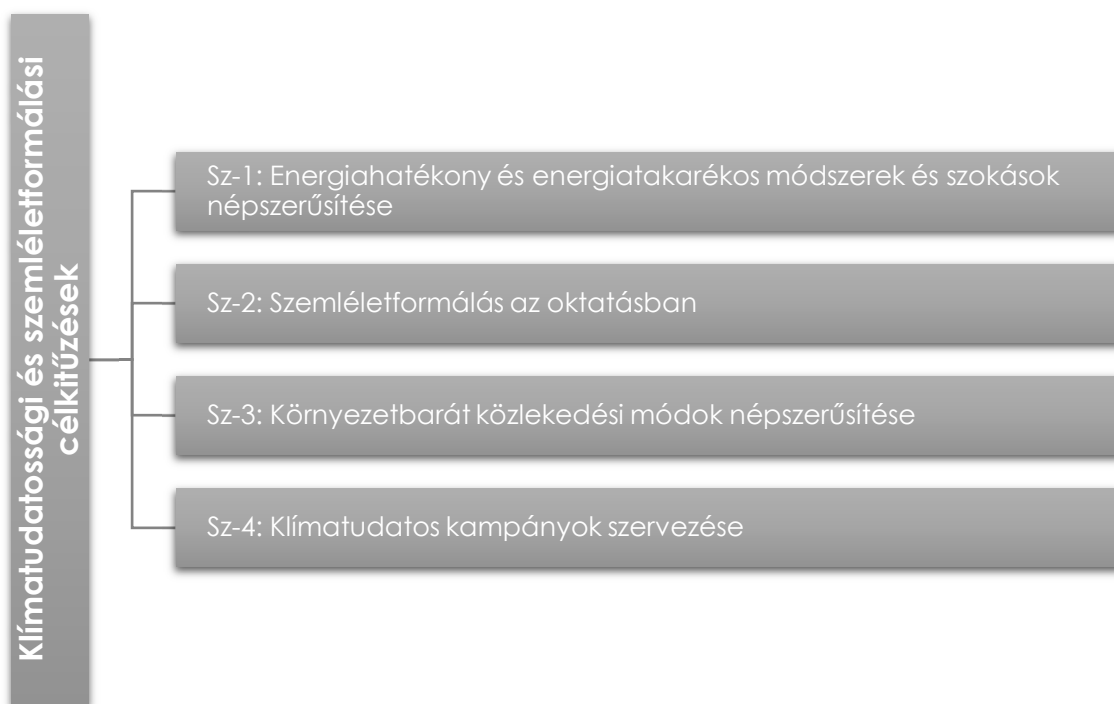 Klímatudatossági és szemléletformálási
célkitűzések
Sz-1: Energiahatékony és energiatakarékos módszerek és szokások
népszerűsítése
Sz-2: Szemléletformálás az oktatásban
Sz-3: Környezetbarát közlekedési módok népszerűsítése
Sz-4: Klímatudatos kampányok szervezése